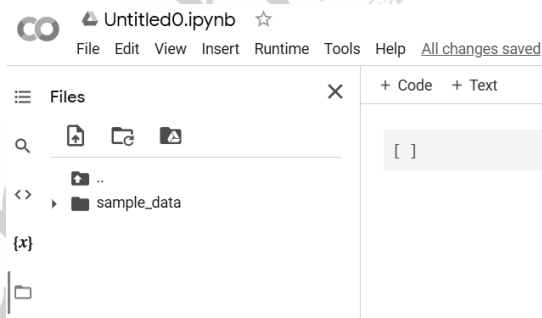 CO Untitled0.ipynb
File Edit View Insert Runtime Tools Help All changes saved
Files
+ Code + Text
[ ]
..
<>
sample_data
{x}